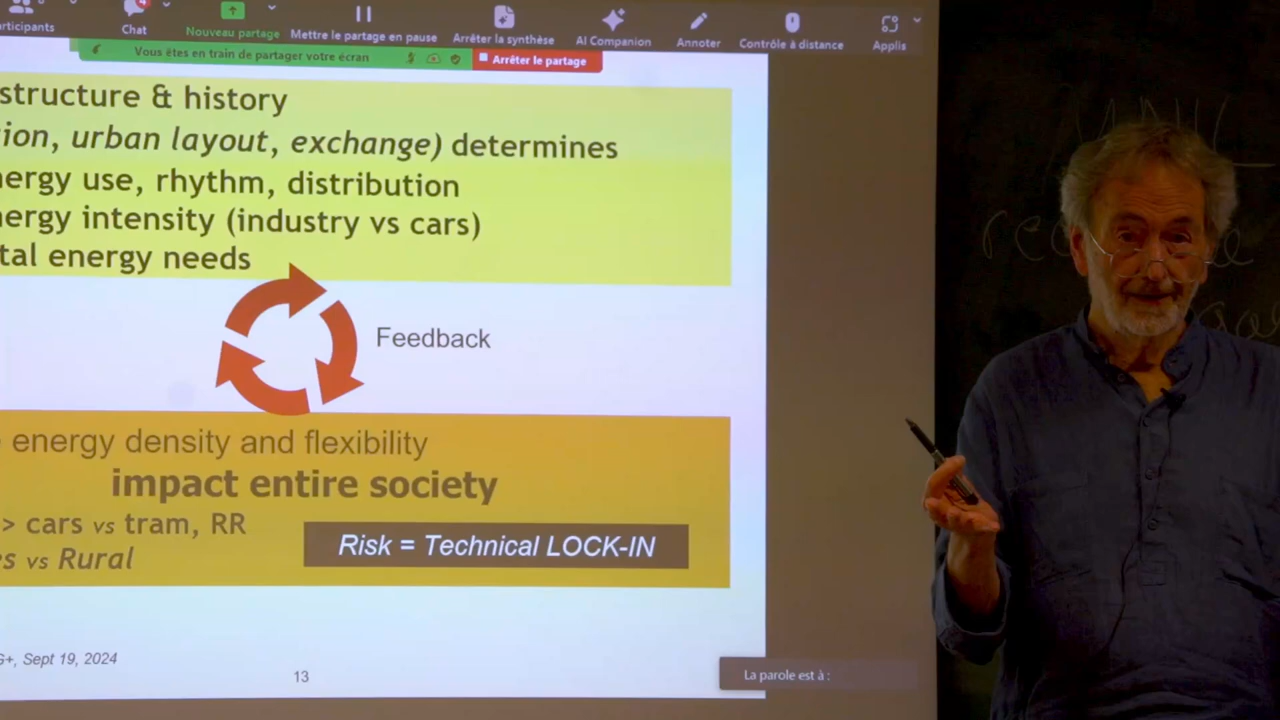 articipants
Chat
4
Nouveau partage
Mettre le partage en pause
Arrêter la synthèse
AI Companion
Annoter
Contrôle à distance
Applis
Vous êtes en train de partager votre écran
Arrêter le partage
structure & history
ion, urban layout, exchange) determines
nergy use, rhythm, distribution
nergy intensity (industry vs cars)
tal energy needs
Feedback
energy density and flexibility
impact entire society
> cars vs tram, RR
s vs Rural
Risk = Technical LOCK-IN
G+, Sept 19, 2024
13
La parole est à :